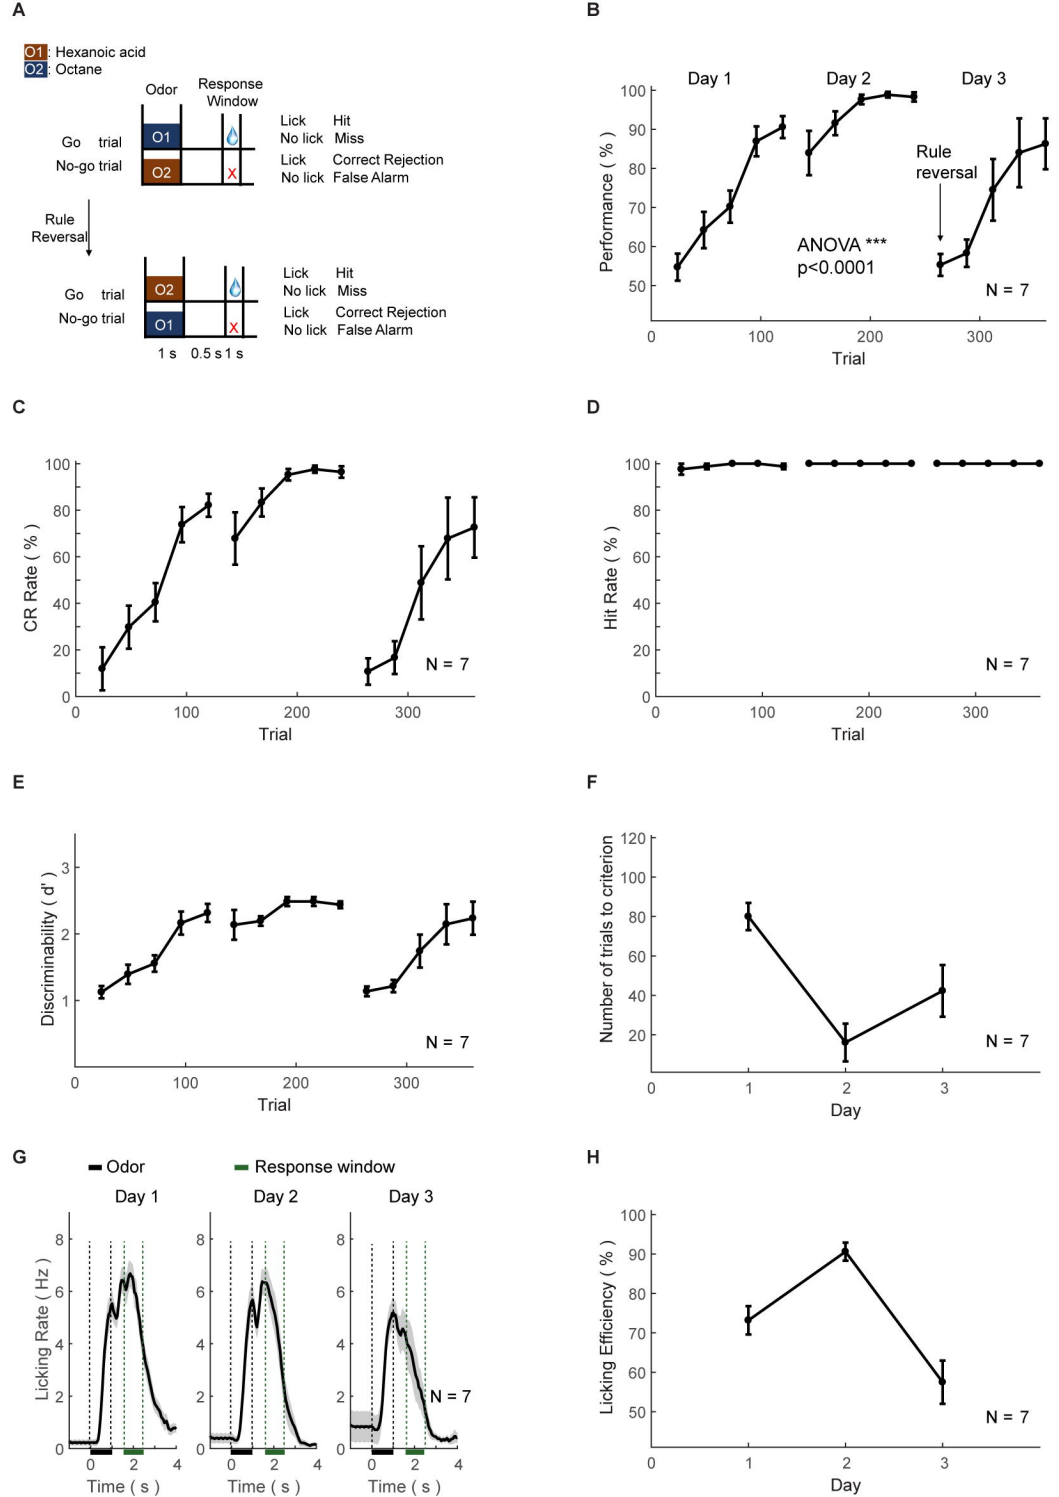 A
O1: Hexanoic acid
O2: Octane
Odor
Response
Window
Go trial
O1
Lick Hit
No lick Miss
No-go trial
O2
X
Lick Correct Rejection
No lick False Alarm
Rule
Reversal
Go trial
O2
Lick Hit
No lick Miss
No-go trial
O1
X
Lick Correct Rejection
No lick False Alarm
1 s 0.5 s 1 s
B
Day 1 Day 2 Day 3
Performance ( % )
100
90
80
70
60
50
Rule
reversal
ANOVA ***
p<0.0001
N = 7
0 100 200 300
Trial
C
CR Rate ( % )
100
80
60
40
20
0
N = 7
0 100 200 300
Trial
D
Hit Rate ( % )
100
80
60
40
20
0
N = 7
0 100 200 300
Trial
E
Discriminability ( d' )
3
2
1
N = 7
0 100 200 300
Trial
F
Number of trials to criterion
120
100
80
60
40
20
N = 7
0 1 2 3
Day
G
Odor
Response window
Day 1 Day 2 Day 3
Licking Rate ( Hz )
8
6
4
2
0
8
6
4
2
0
8
6
4
2
0
N = 7
0 2 4
0 2 4
0 2 4
Time ( s ) Time ( s ) Time ( s )
H
Licking Efficiency ( % )
100
90
80
70
60
50
N = 7
0 1 2 3
Day